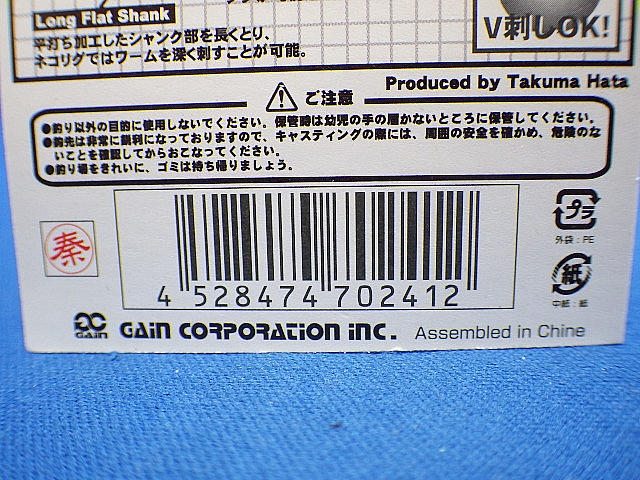 Long Flat Shank
平打ち加工したシャンク部を長くとり、
ネコリグではワームを深く刺すことが可能。
V刺しOK!
Produced by Takuma Hata
ご注意
●釣り以外の目的に使用しないでください。保管時は幼児の手の届かないところに保管してください。
●鈎先は非常に鋭利になっておりますので、キャスティングの際には、周囲の安全を確かめ、危険のな
いことを確認してからおこなってください。
●釣り場をきれいに、ゴミは持ち帰りましょう。
秦
4 528474 702412
プラ
外袋：PE
紙
中紙：紙
GAIN
GAIN CORPORATION INC.
Assembled in Chine